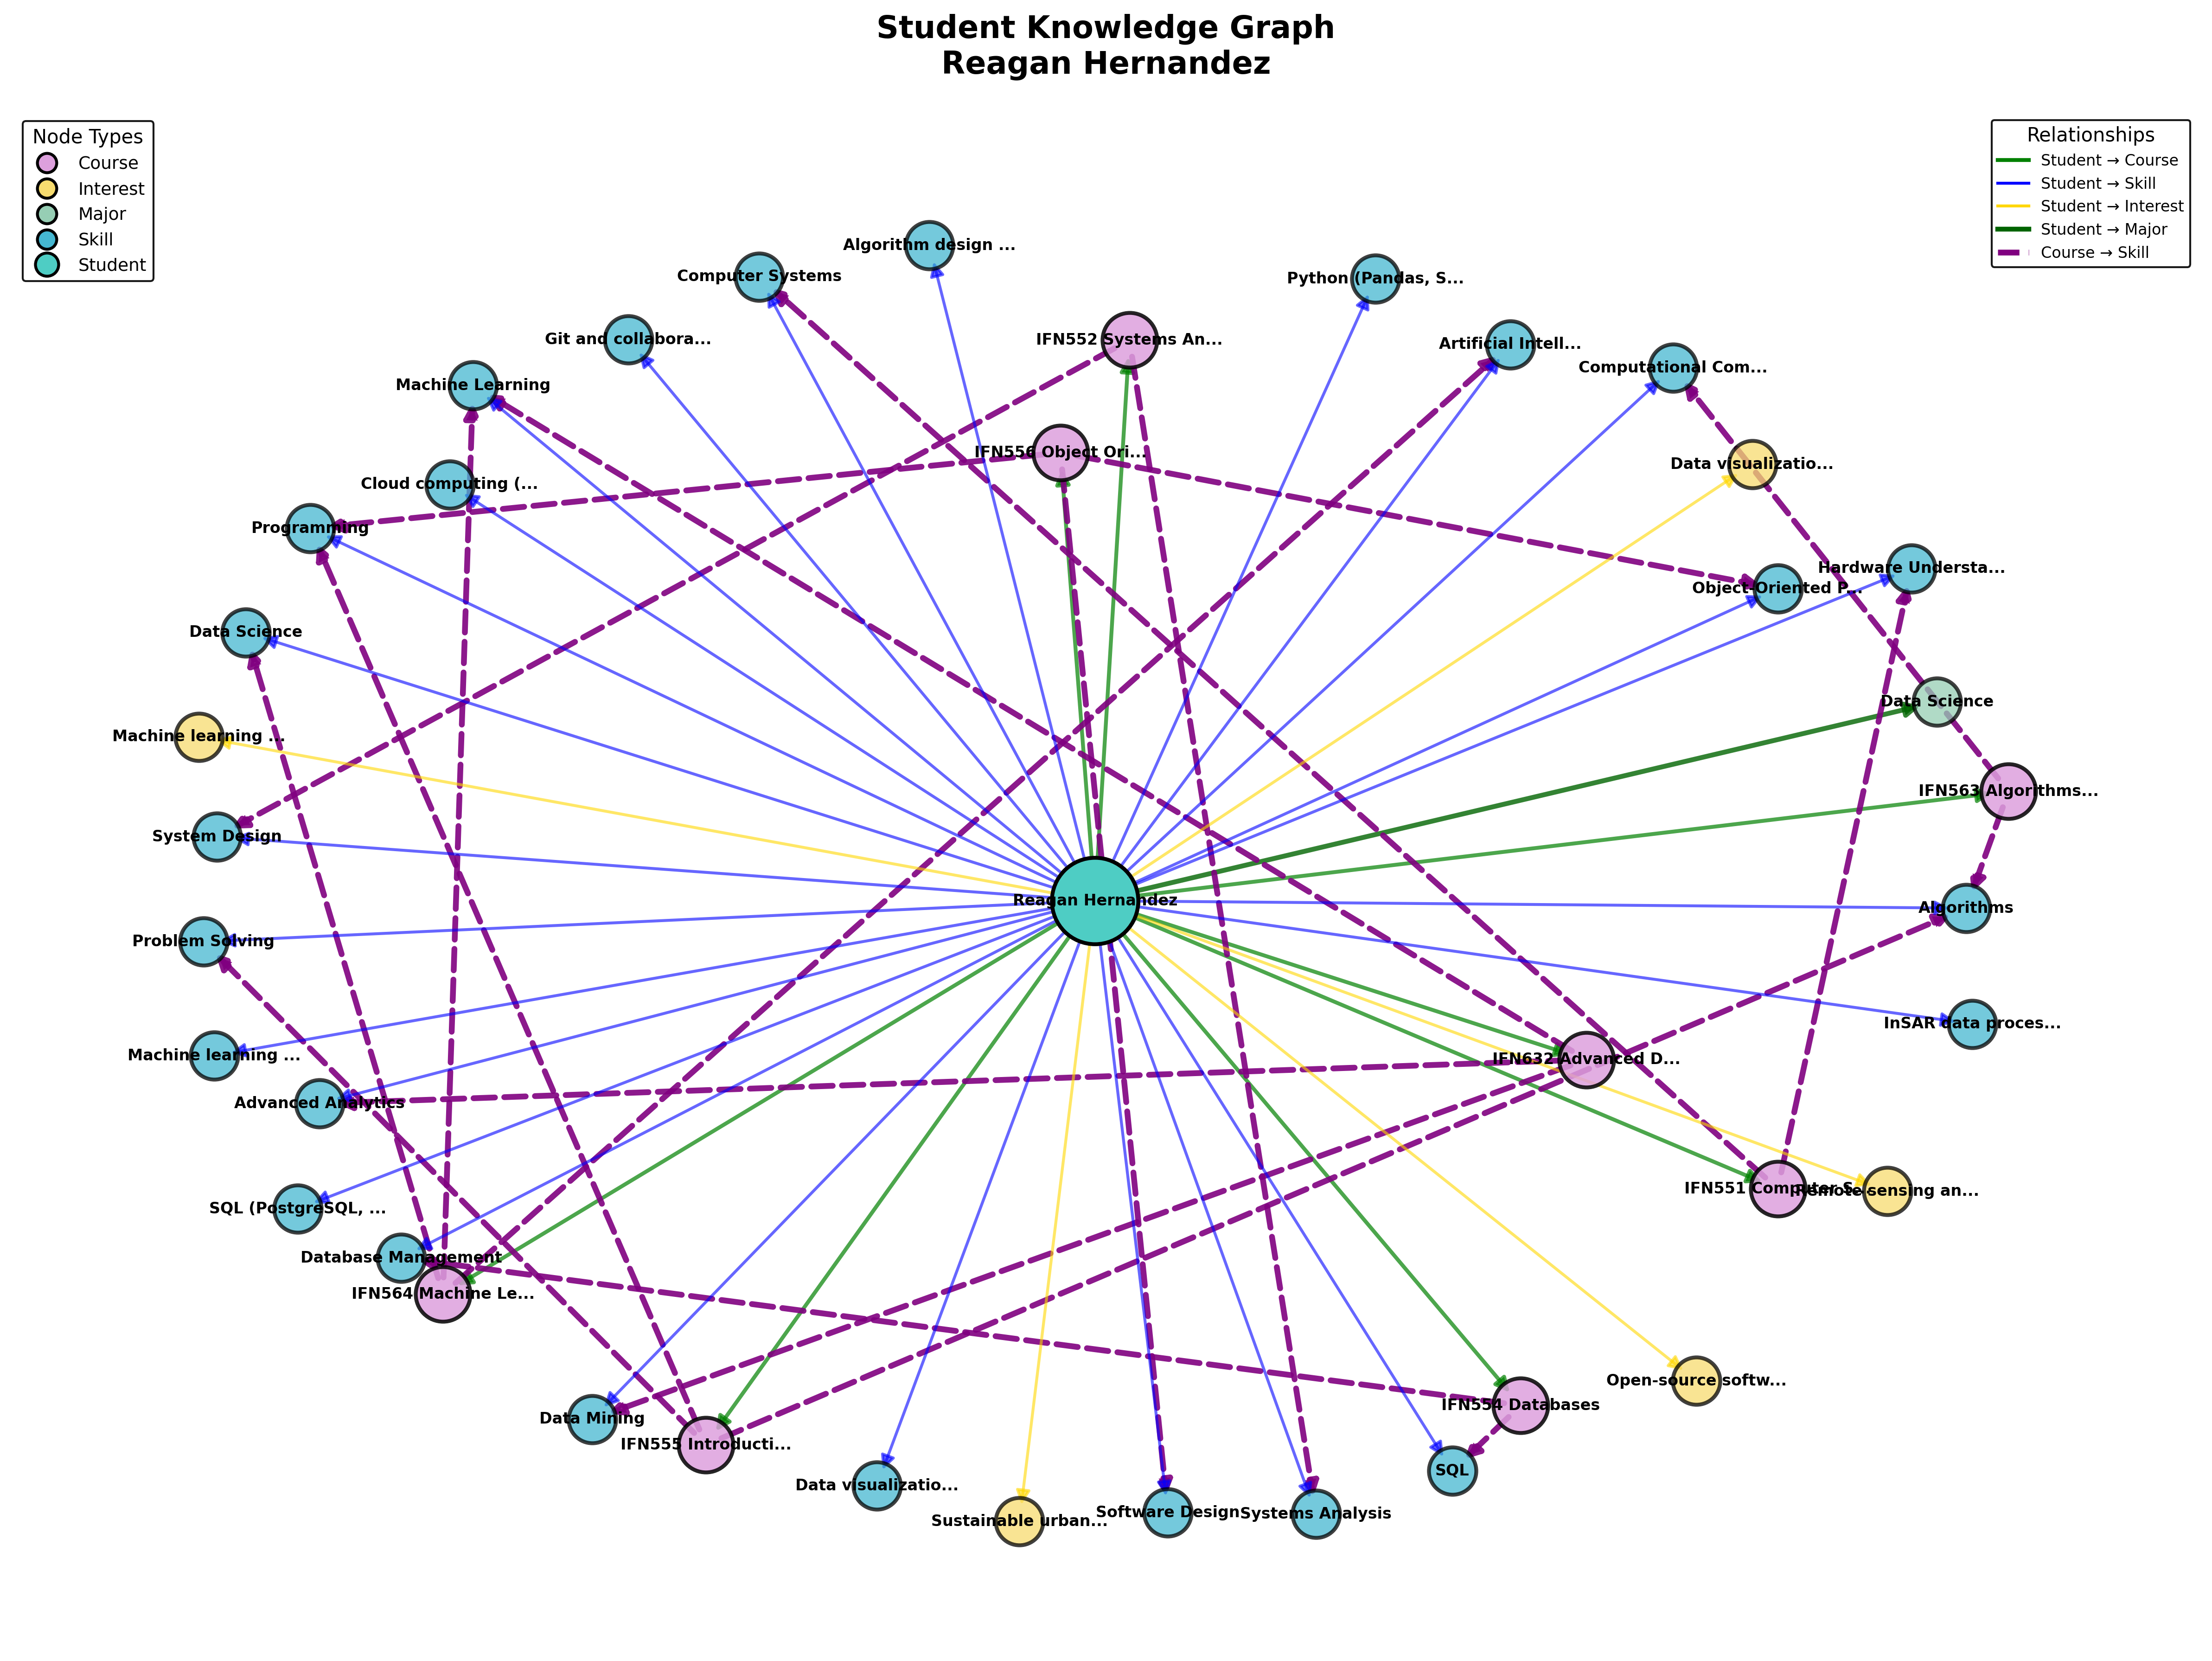 Student Knowledge Graph
Reagan Hernandez
Node Types
Course
Interest
Major
Skill
Student
Relationships
Student → Course
Student → Skill
Student → Interest
Student → Major
Course → Skill
Algorithm design ...
Computer Systems
Python (Pandas, S...
Git and collabora...
IFN552 Systems An...
Artificial Intell...
Computational Com...
Machine Learning
IFN556 Object Ori...
Data visualizatio...
Cloud computing (...
Programming
Hardware Understa...
Object-Oriented P...
Data Science
Data Science
Machine learning ...
IFN563 Algorithms...
System Design
Reagan Hernandez
Algorithms
Problem Solving
InSAR data proces...
Machine learning ...
IFN632 Advanced D...
Advanced Analytics
IFN551 Computer S...
Remote sensing an...
SQL (PostgreSQL, ...
Database Management
IFN564 Machine Le...
Open-source softw...
IFN554 Databases
Data Mining
IFN555 Introducti...
SQL
Data visualizatio...
Sustainable urban...
Software Design
Systems Analysis